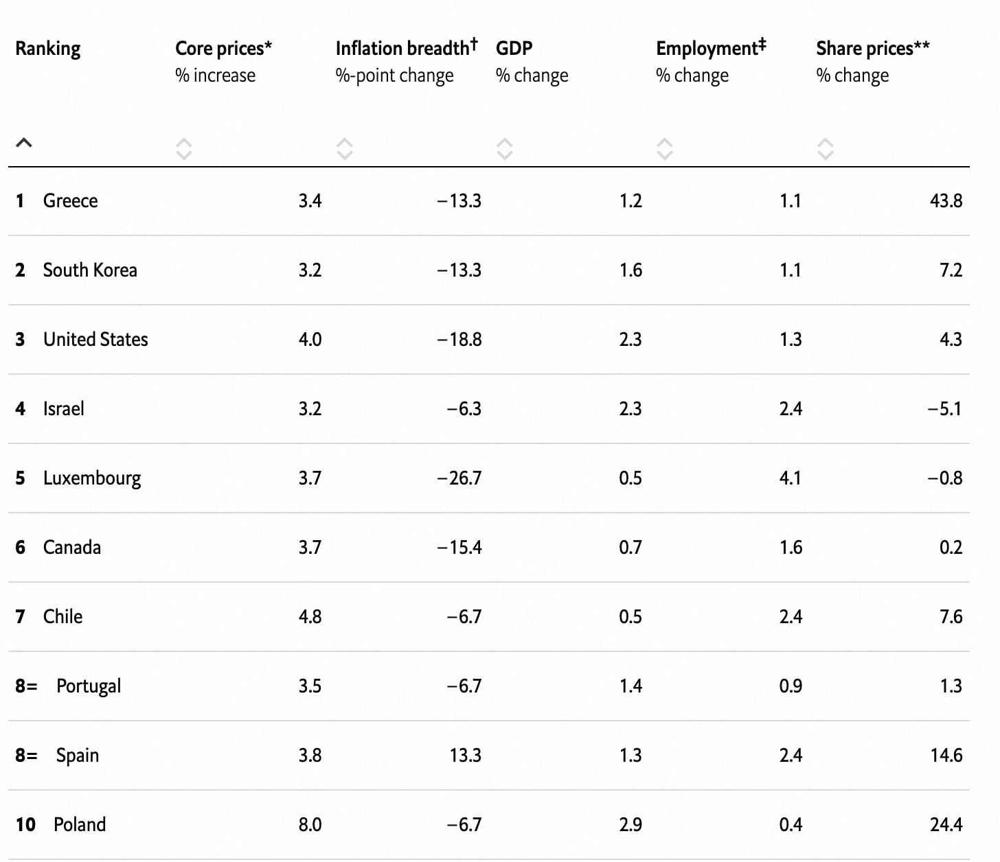 Ranking Core prices* Inflation breadth† GDP Employment‡ Share prices**
% increase %-point change % change % change % change
1 Greece 3.4 −13.3 1.2 1.1 43.8
2 South Korea 3.2 −13.3 1.6 1.1 7.2
3 United States 4.0 −18.8 2.3 1.3 4.3
4 Israel 3.2 −6.3 2.3 2.4 −5.1
5 Luxembourg 3.7 −26.7 0.5 4.1 −0.8
6 Canada 3.7 −15.4 0.7 1.6 0.2
7 Chile 4.8 −6.7 0.5 2.4 7.6
8= Portugal 3.5 −6.7 1.4 0.9 1.3
8= Spain 3.8 13.3 1.3 2.4 14.6
10 Poland 8.0 −6.7 2.9 0.4 24.4